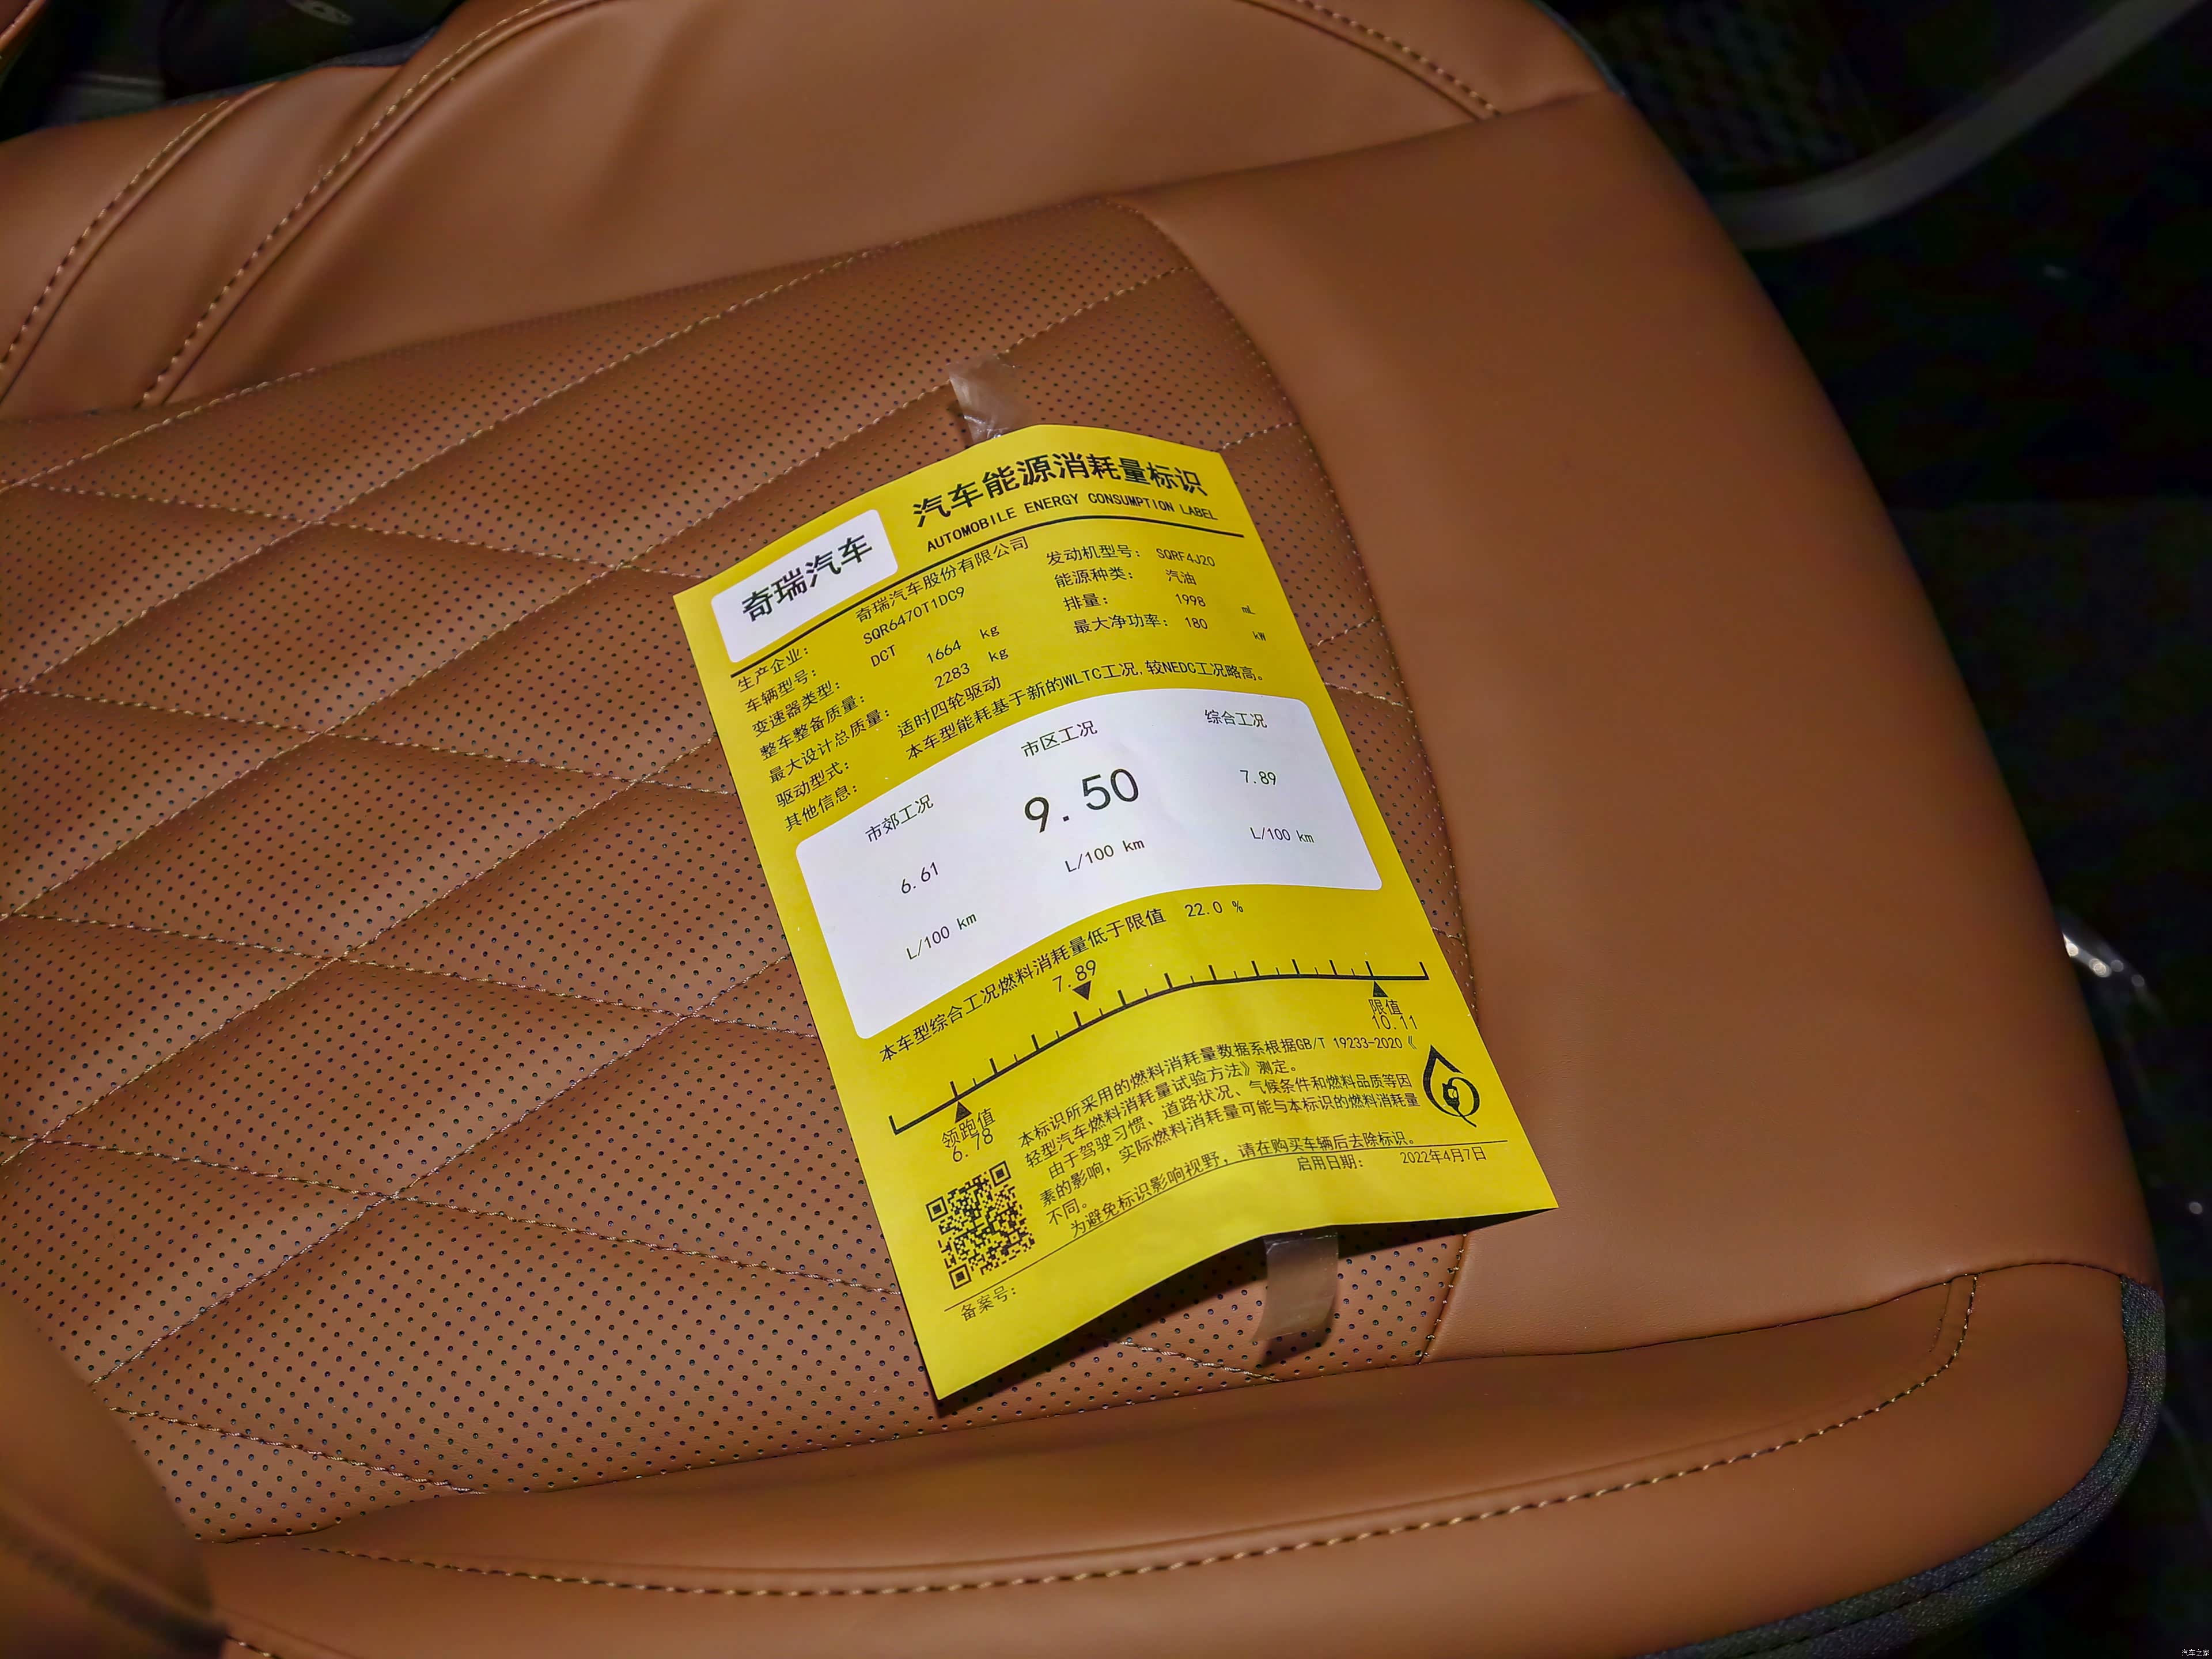 奇瑞汽车
汽车能源消耗量标识
AUTOMOBILE ENERGY CONSUMPTION LABEL
生产企业： 奇瑞汽车股份有限公司
车辆型号： SQR6470T1DC9
变速器类型： DCT
整车整备质量： 1664 kg
最大设计总质量： 2283 kg
驱动型式： 适时四轮驱动
其他信息： 本车型能耗基于新的WLTC工况,较NEDC工况略高。
发动机型号： SQRF4J20
能源种类： 汽油
排量： 1998 mL
最大净功率： 180 kW
市郊工况 市区工况 综合工况
6.61 9.50 7.89
L/100 km L/100 km L/100 km
本车型综合工况燃料消耗量低于限值 22.0 %
7.89
领跑值
6.78
限值
10.11
本标识所采用的燃料消耗量数据系根据GB/T 19233-2020《
轻型汽车燃料消耗量试验方法》测定。
由于驾驶习惯、道路状况、气候条件和燃料品质等因
素的影响，实际燃料消耗量可能与本标识的燃料消耗量
不同。
为避免标识影响视野，请在购买车辆后去除标识。
备案号： 启用日期： 2022年4月7日
汽车之家